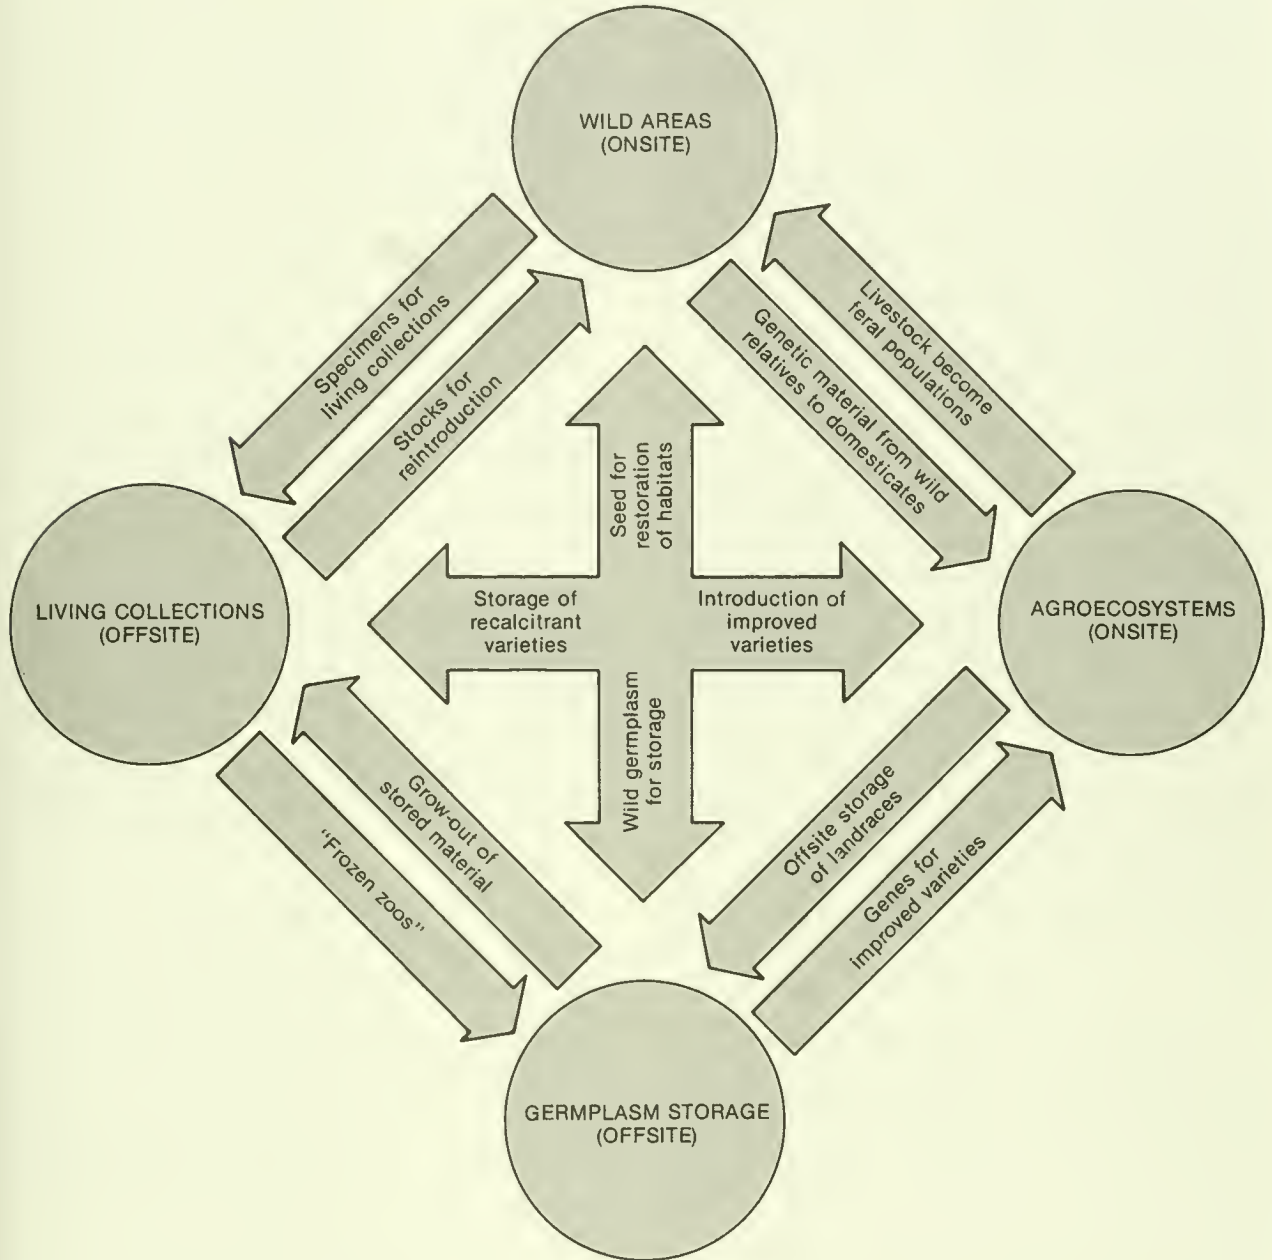 WILD AREAS
(ONSITE)
Specimens for
living collections
Stocks for
reintroduction
Livestock become
feral populations
Genetic material from wild
relatives to domesticates
Seed for
restoration
of habitats
LIVING COLLECTIONS
(OFFSITE)
Storage of
recalcitrant
varieties
Introduction of
improved
varieties
AGROECOSYSTEMS
(ONSITE)
Wild germplasm
for storage
Grow-out of
stored material
"Frozen zoos"
Offsite storage
of landraces
Genes for
improved varieties
GERMPLASM STORAGE
(OFFSITE)